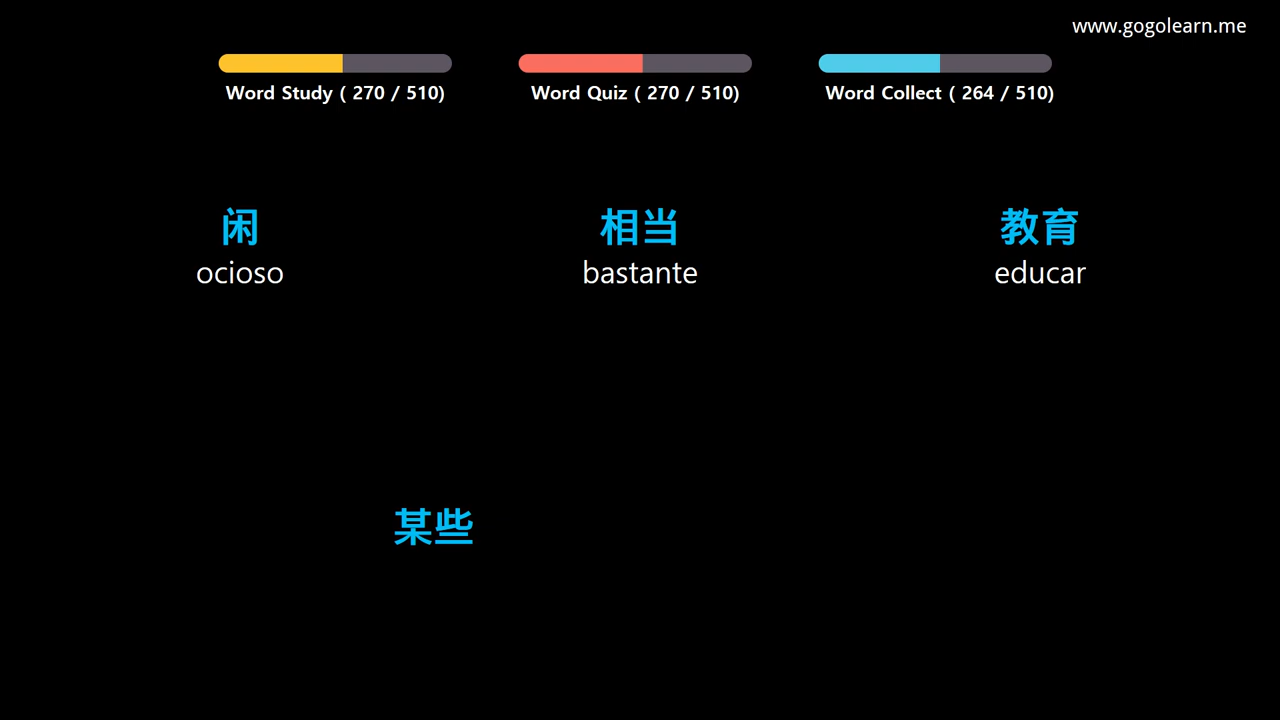 www.gogolearn.me
Word Study ( 270 / 510)
Word Quiz ( 270 / 510)
Word Collect ( 264 / 510)
闲
ocioso
相当
bastante
教育
educar
某些